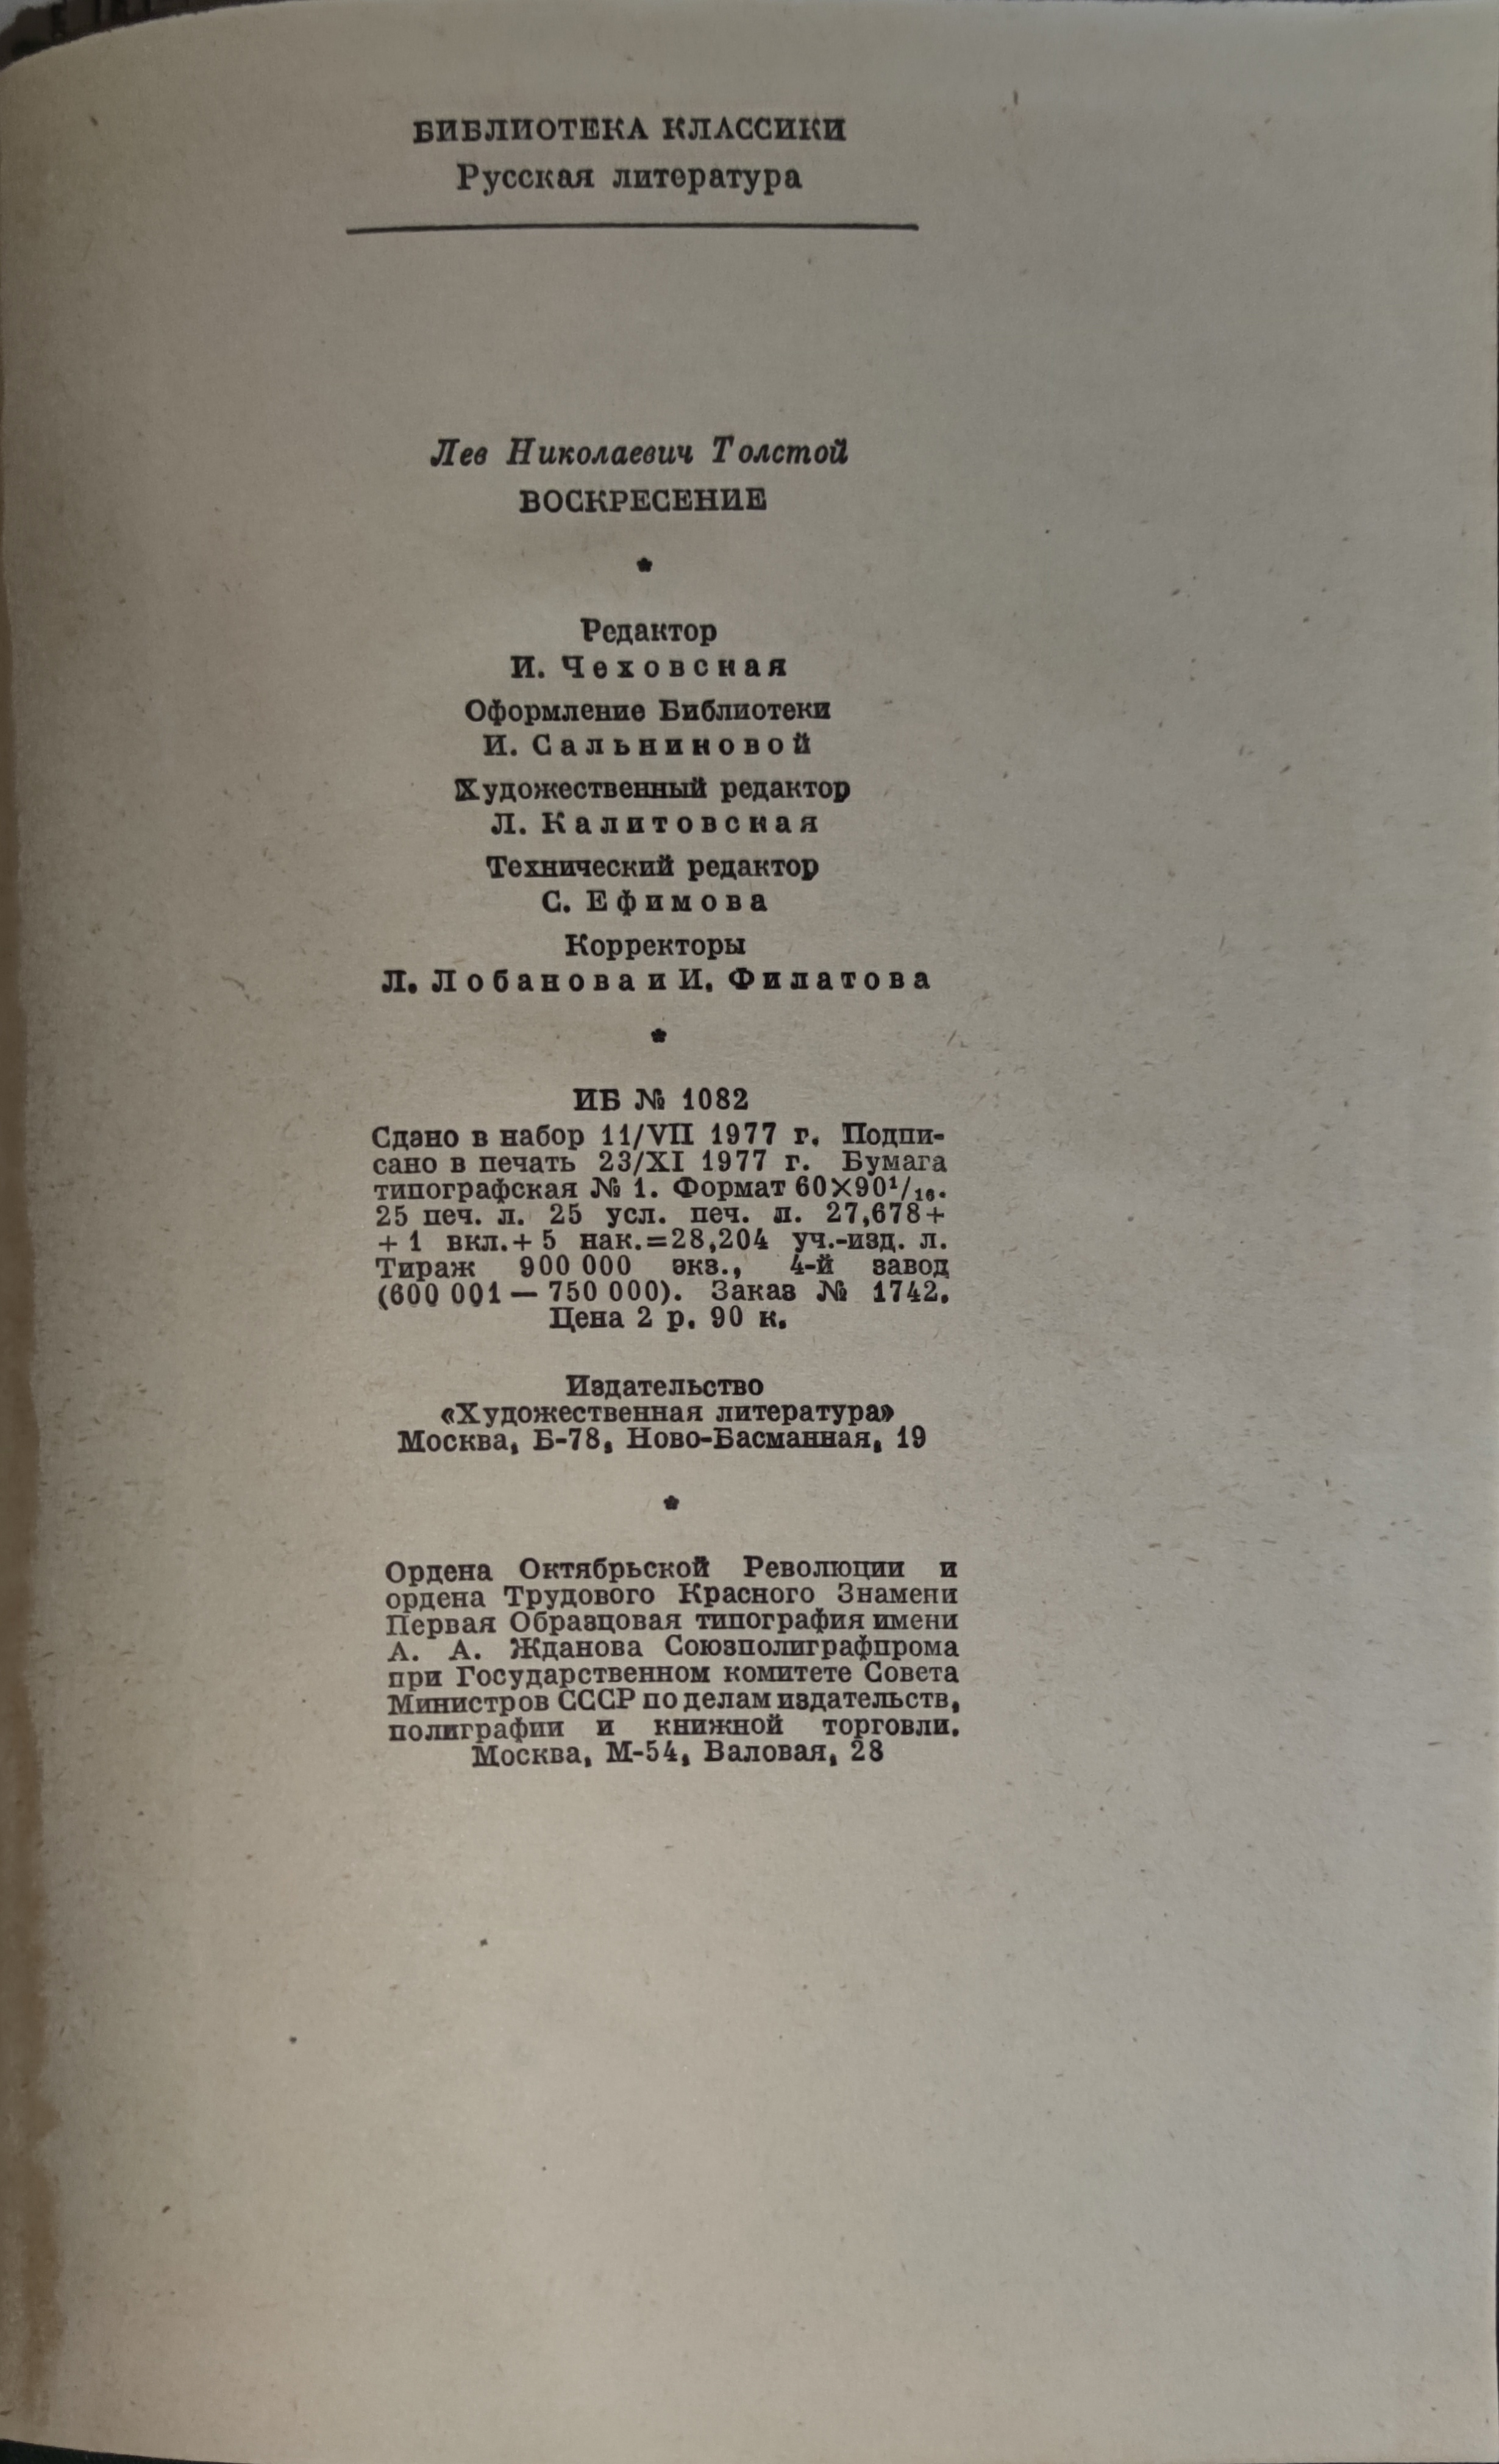 БИБЛИОТЕКА КЛАССИКИ
Русская литература
Лев Николаевич Толстой
ВОСКРЕСЕНИЕ
*
Редактор
И. Чеховская
Оформление Библиотеки
И. Сальниковой
Художественный редактор
Л. Калитовская
Технический редактор
С. Ефимова
Корректоры
Л. Лобанова и И. Филатова
*
ИБ № 1082
Сдано в набор 11/VII 1977 г. Подпи-
сано в печать 23/XI 1977 г. Бумага
типографская № 1. Формат 60×90¹/₁₆.
25 печ. л. 25 усл. печ. л. 27,678+
+1 вкл.+5 нак.=28,204 уч.-изд. л.
Тираж 900 000 экз., 4-й завод
(600 001 — 750 000). Заказ № 1742.
Цена 2 р. 90 к.
Издательство
«Художественная литература»
Москва, Б-78, Ново-Басманная, 19
*
Ордена Октябрьской Революции и
ордена Трудового Красного Знамени
Первая Образцовая типография имени
А. А. Жданова Союзполиграфпрома
при Государственном комитете Совета
Министров СССР по делам издательств,
полиграфии и книжной торговли.
Москва, М-54, Валовая, 28